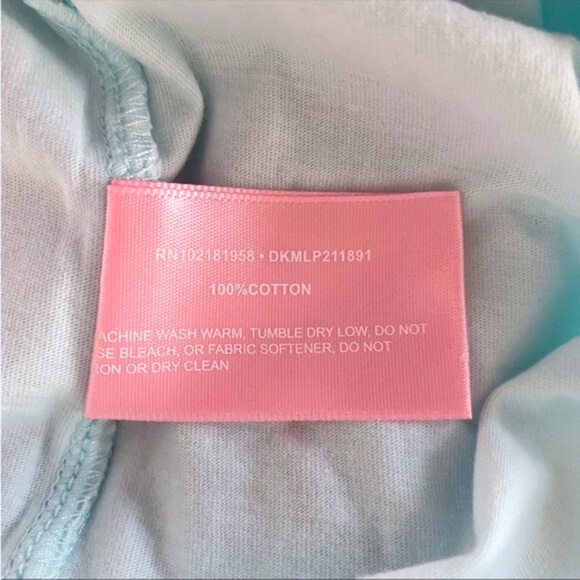 RN102181958 • DKMLP211891
100%COTTON
ACHINE WASH WARM, TUMBLE DRY LOW, DO NOT
SE BLEACH, OR FABRIC SOFTENER, DO NOT
RON OR DRY CLEAN